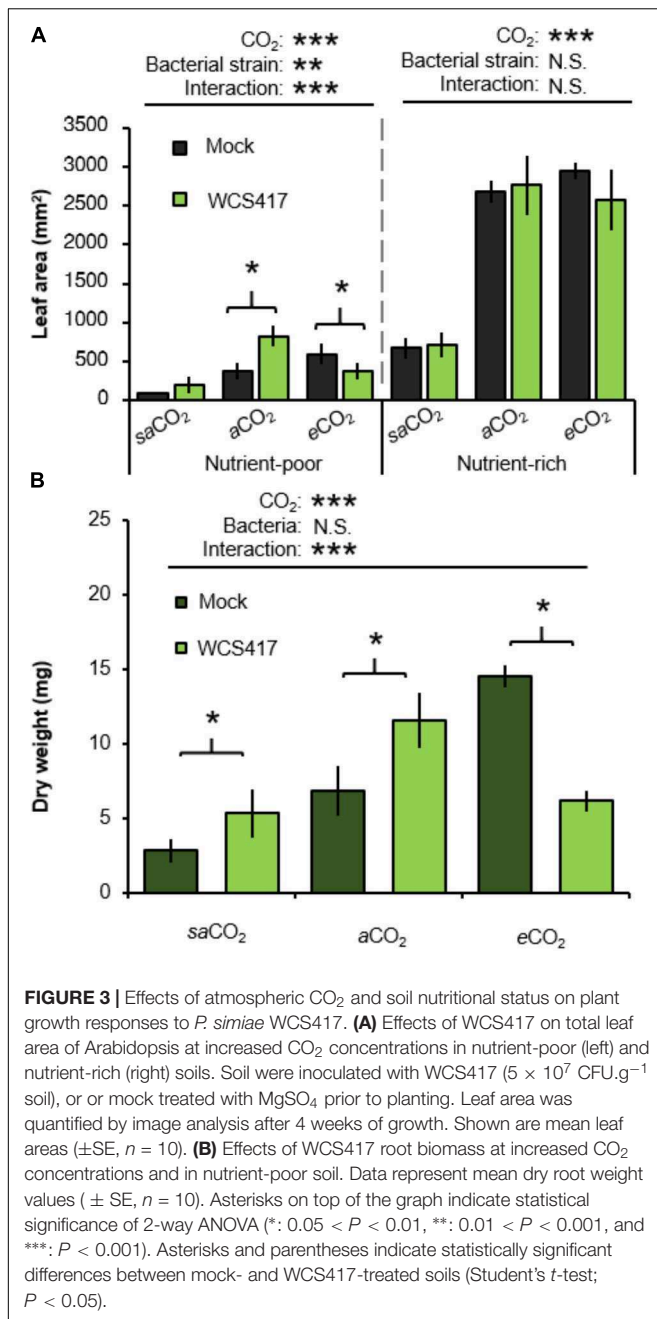 A
CO₂: ***
Bacterial strain: **
Interaction: ***
CO₂: ***
Bacterial strain: N.S.
Interaction: N.S.
Leaf area (mm²)
3500
3000
2500
2000
1500
1000
500
0
Mock
WCS417
*
*
saCO₂
aCO₂
eCO₂
saCO₂
aCO₂
eCO₂
Nutrient-poor
Nutrient-rich
B
CO₂: ***
Bacteria: N.S.
Interaction: ***
Dry weight (mg)
25
20
15
10
5
0
Mock
WCS417
*
*
*
saCO₂
aCO₂
eCO₂
FIGURE 3 | Effects of atmospheric CO₂ and soil nutritional status on plant
growth responses to P. simiae WCS417. (A) Effects of WCS417 on total leaf
area of Arabidopsis at increased CO₂ concentrations in nutrient-poor (left) and
nutrient-rich (right) soils. Soil were inoculated with WCS417 (5 × 10⁷ CFU.g⁻¹
soil), or or mock treated with MgSO₄ prior to planting. Leaf area was
quantified by image analysis after 4 weeks of growth. Shown are mean leaf
areas (±SE, n = 10). (B) Effects of WCS417 root biomass at increased CO₂
concentrations and in nutrient-poor soil. Data represent mean dry root weight
values ( ± SE, n = 10). Asterisks on top of the graph indicate statistical
significance of 2-way ANOVA (*: 0.05 < P < 0.01, **: 0.01 < P < 0.001, and
***: P < 0.001). Asterisks and parentheses indicate statistically significant
differences between mock- and WCS417-treated soils (Student's t-test;
P < 0.05).